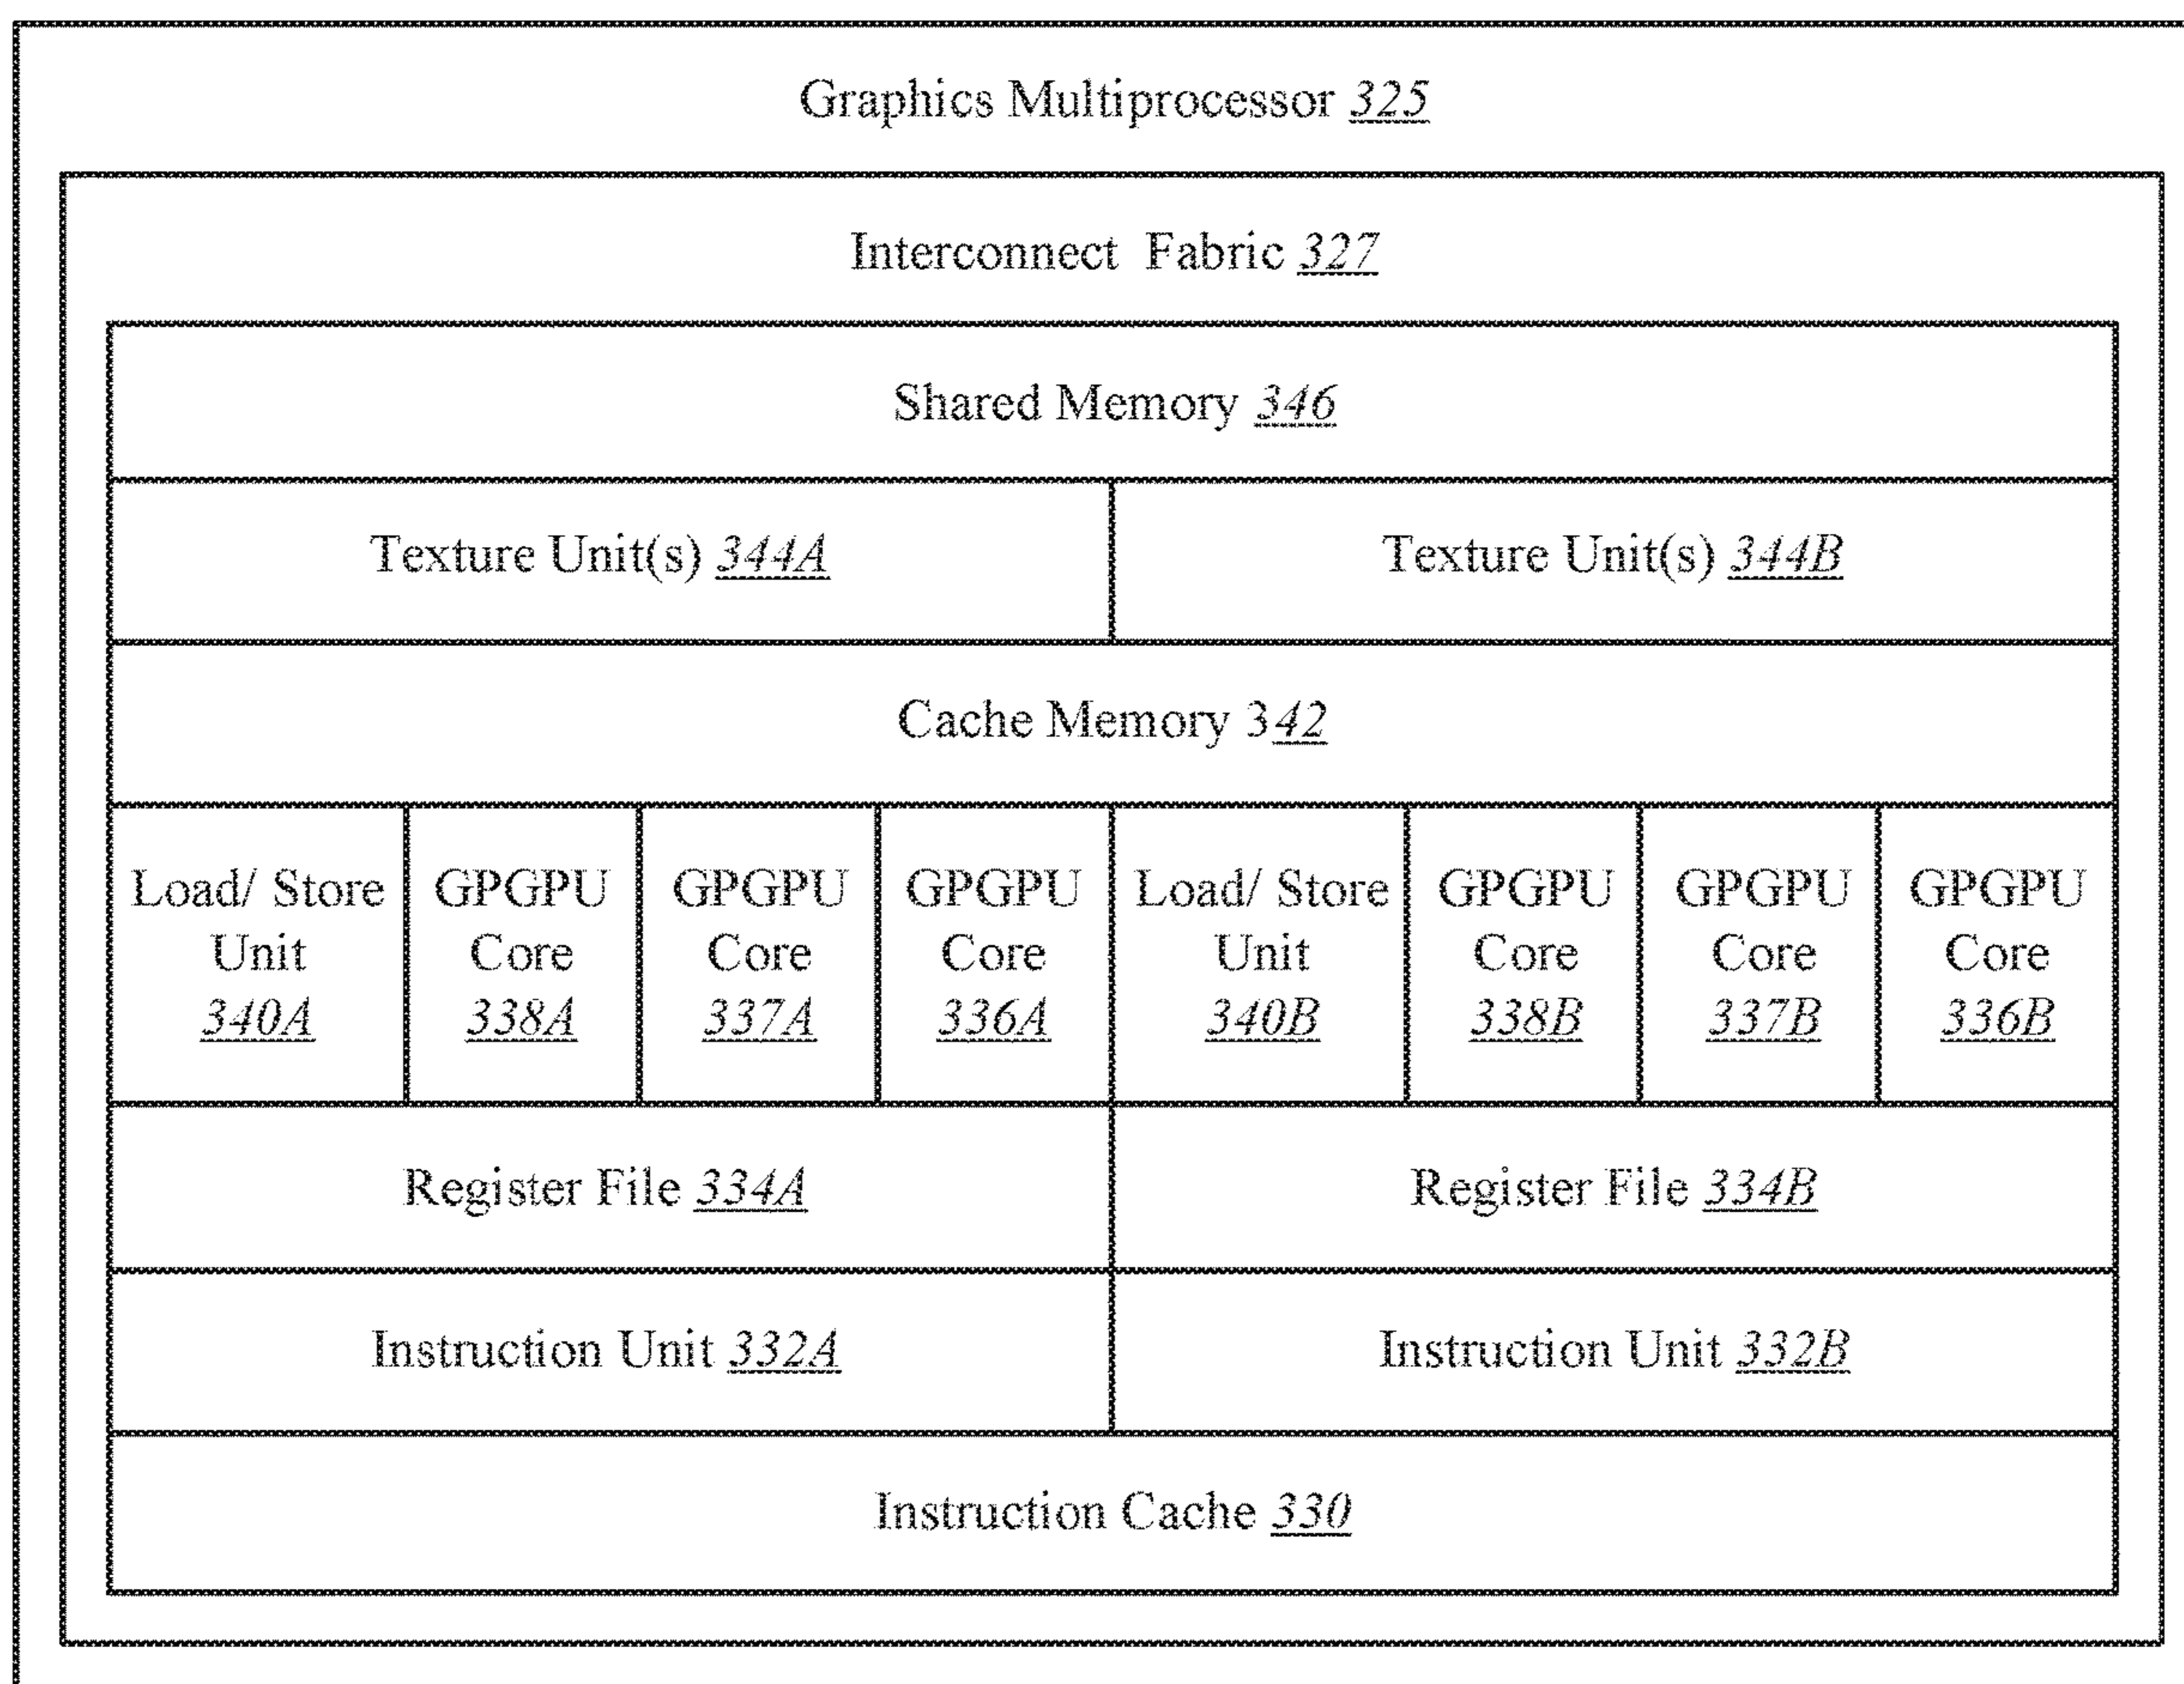 Graphics Multiprocessor 325
Interconnect Fabric 327
Shared Memory 346
Texture Unit(s) 344A
Texture Unit(s) 344B
Cache Memory 342
Load/ Store
Unit
340A
GPGPU
Core
338A
GPGPU
Core
337A
GPGPU
Core
336A
Load/ Store
Unit
340B
GPGPU
Core
338B
GPGPU
Core
337B
GPGPU
Core
336B
Register File 334A
Register File 334B
Instruction Unit 332A
Instruction Unit 332B
Instruction Cache 330